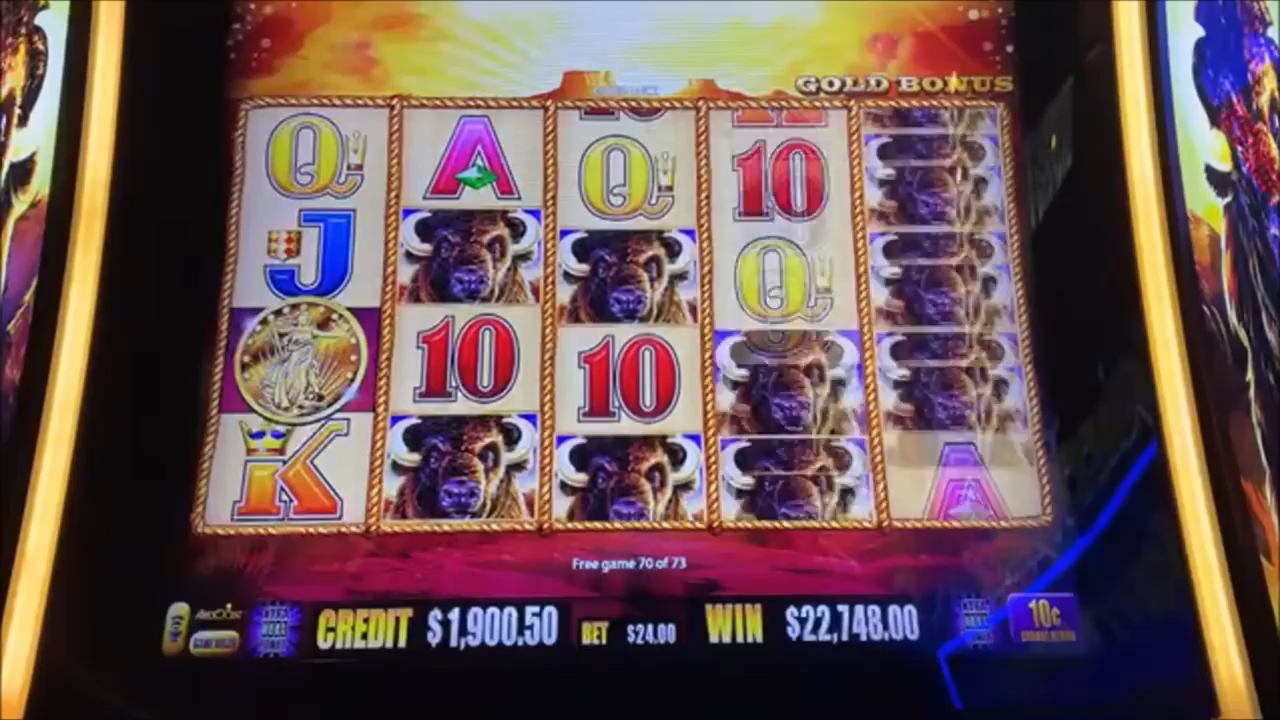 GOLD BONUS
Q A Q 10
J Q
10 10
K A
Free game 70 of 73
CREDIT $1,900.50 BET $24.00 WIN $22,748.00 10¢